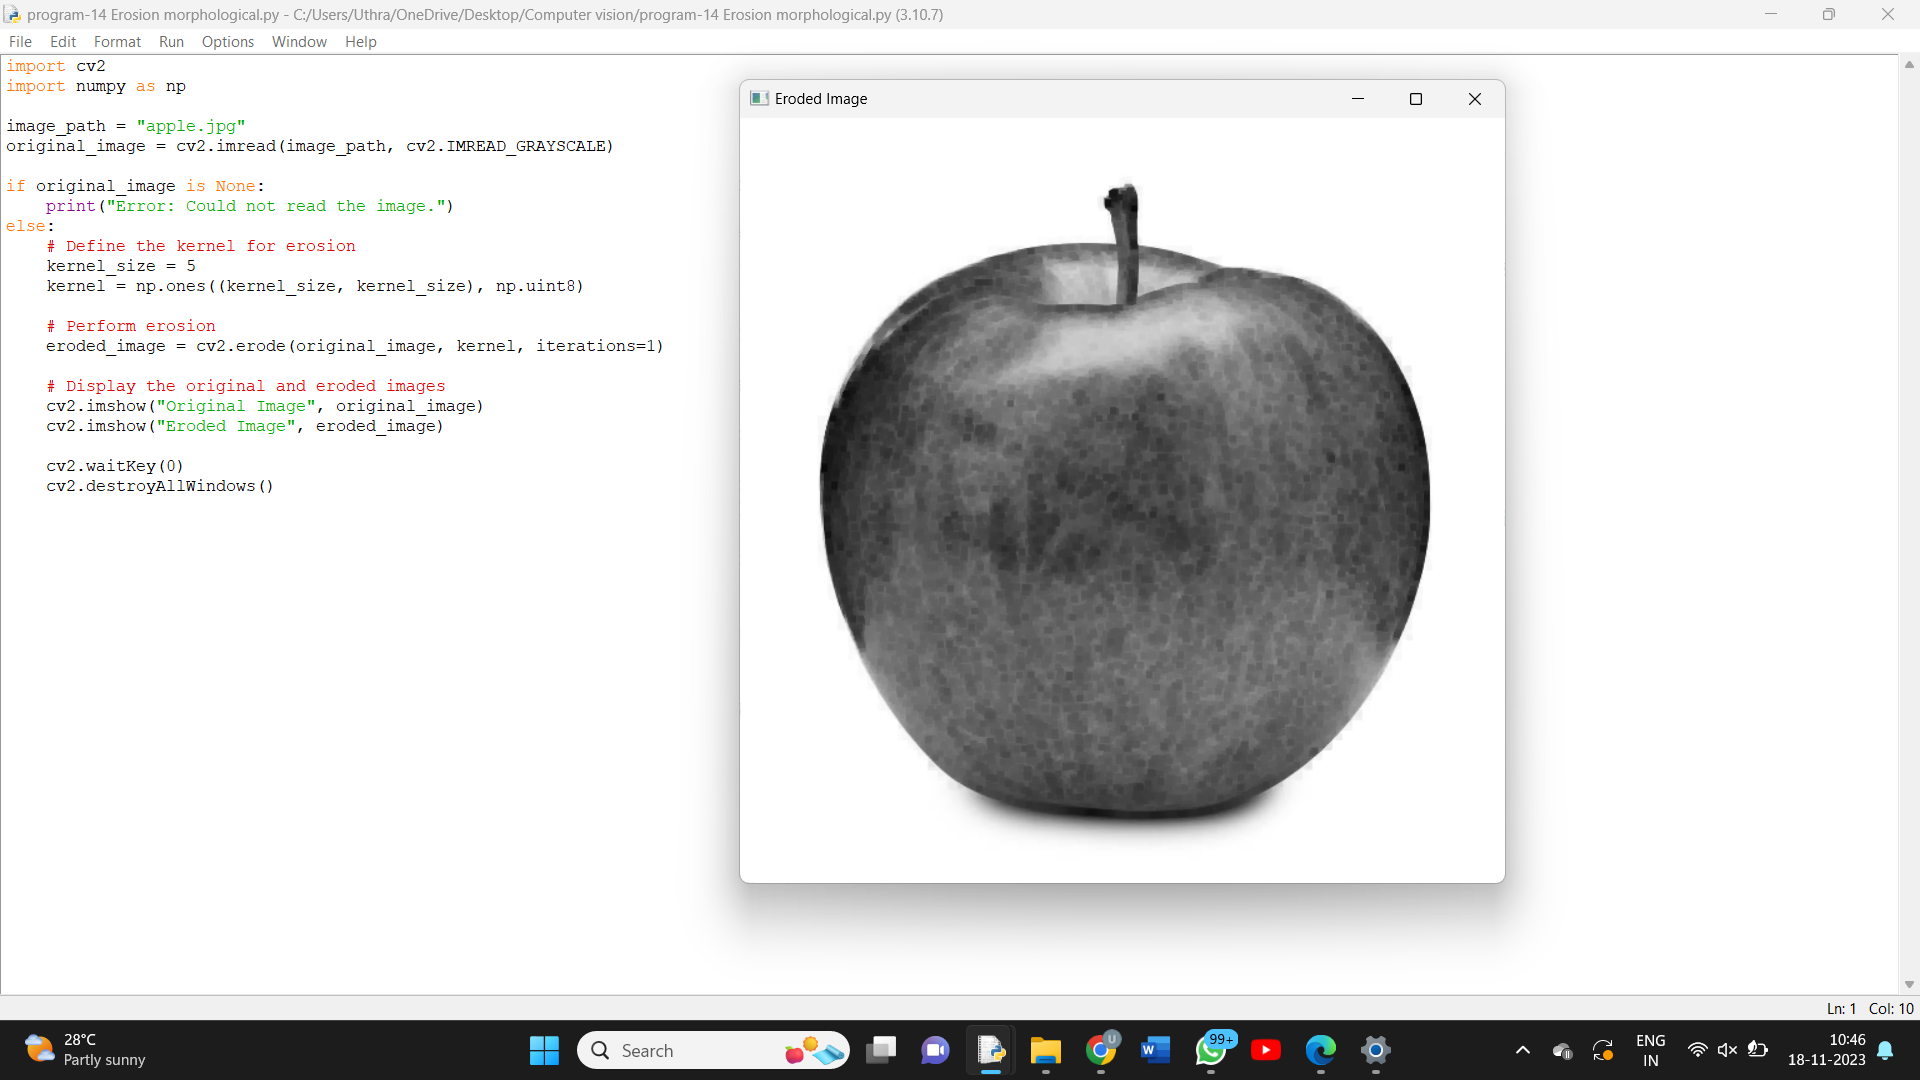 program-14 Erosion morphological.py - C:/Users/Uthra/OneDrive/Desktop/Computer vision/program-14 Erosion morphological.py (3.10.7)
File Edit Format Run Options Window Help
import cv2
import numpy as np
image_path = "apple.jpg"
original_image = cv2.imread(image_path, cv2.IMREAD_GRAYSCALE)
if original_image is None:
    print("Error: Could not read the image.")
else:
    # Define the kernel for erosion
    kernel_size = 5
    kernel = np.ones((kernel_size, kernel_size), np.uint8)
    # Perform erosion
    eroded_image = cv2.erode(original_image, kernel, iterations=1)
    # Display the original and eroded images
    cv2.imshow("Original Image", original_image)
    cv2.imshow("Eroded Image", eroded_image)
    cv2.waitKey(0)
    cv2.destroyAllWindows()
Eroded Image
Ln: 1 Col: 10
28°C
Partly sunny
Search
U
W
99+
ENG
IN
10:46
18-11-2023